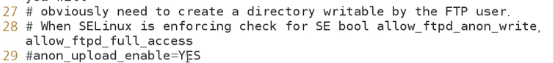 27 # obviously need to create a directory writable by the FTP user.
28 # When SELinux is enforcing check for SE bool allow_ftpd_anon_write,
allow_ftpd_full_access
29 #anon_upload_enable=YES